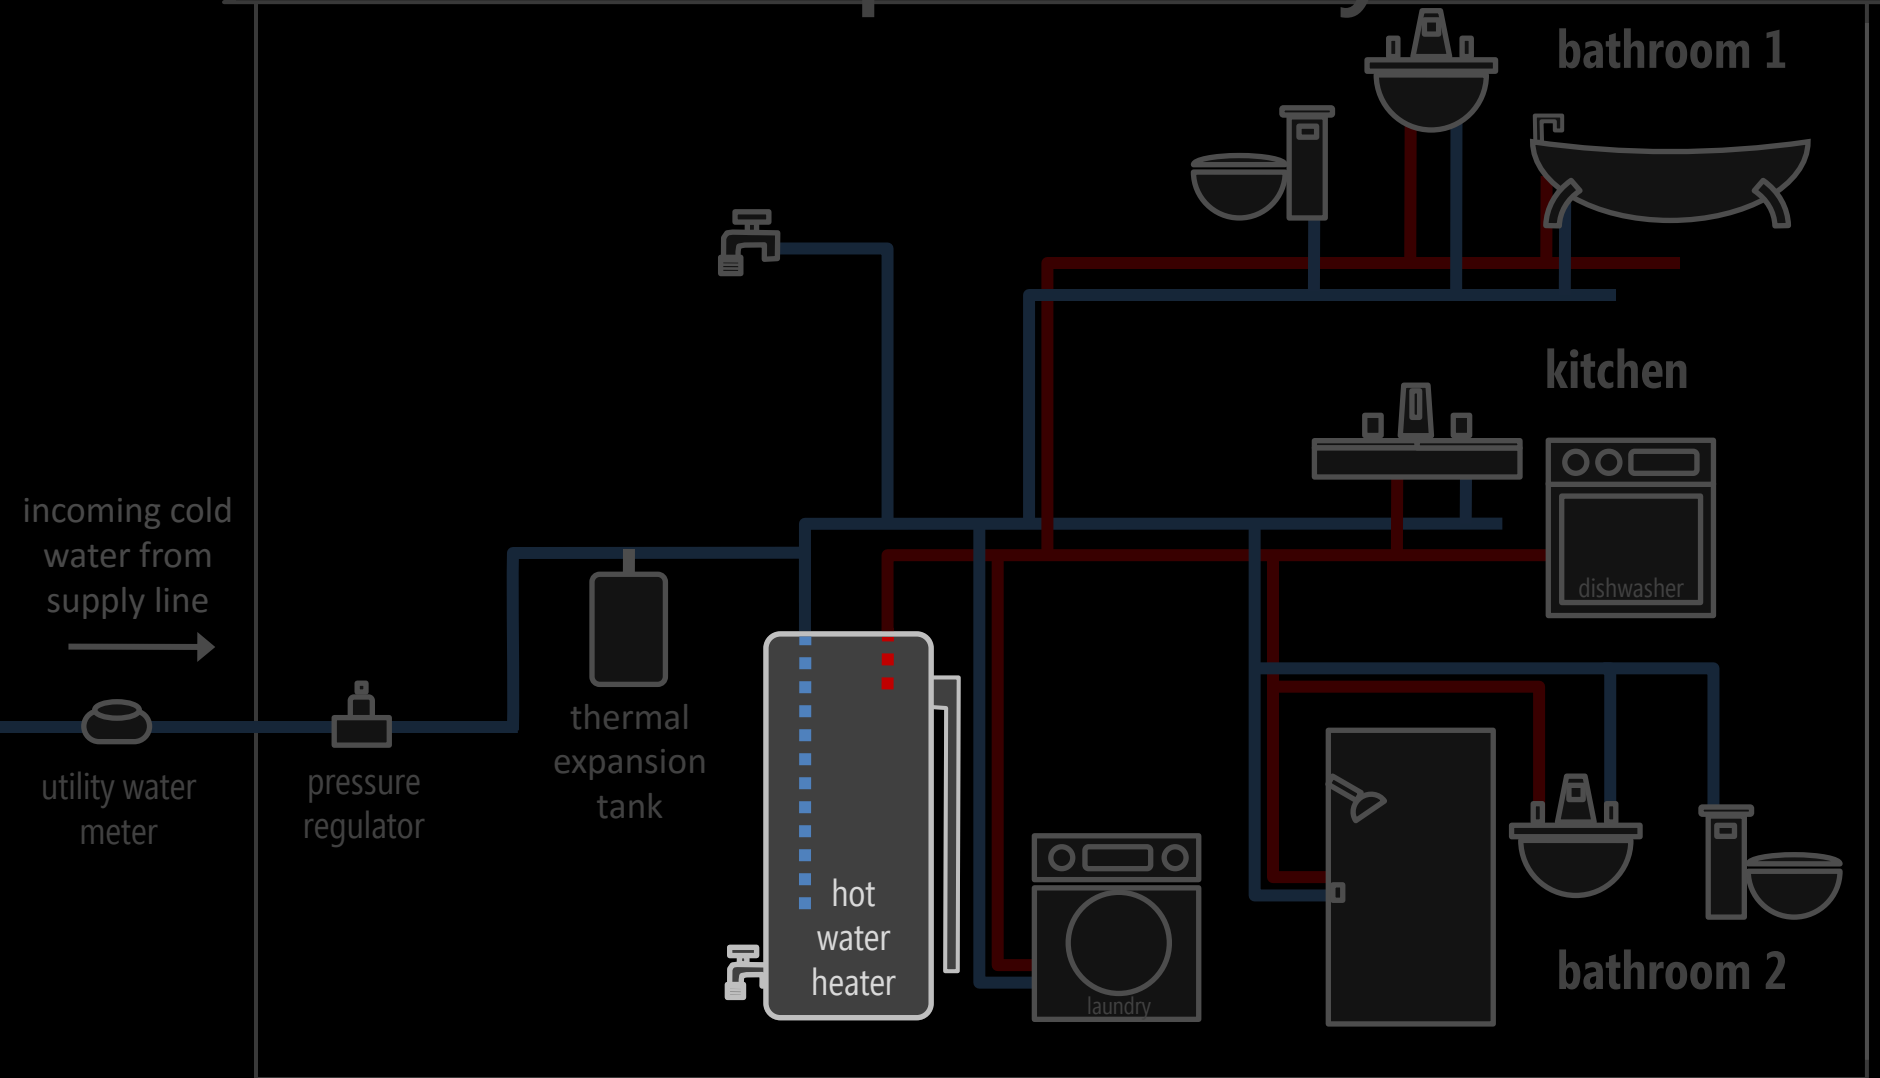 bathroom 1
kitchen
incoming cold
water from
supply line
dishwasher
thermal
expansion
tank
utility water
meter
pressure
regulator
hot
water
heater
laundry
bathroom 2